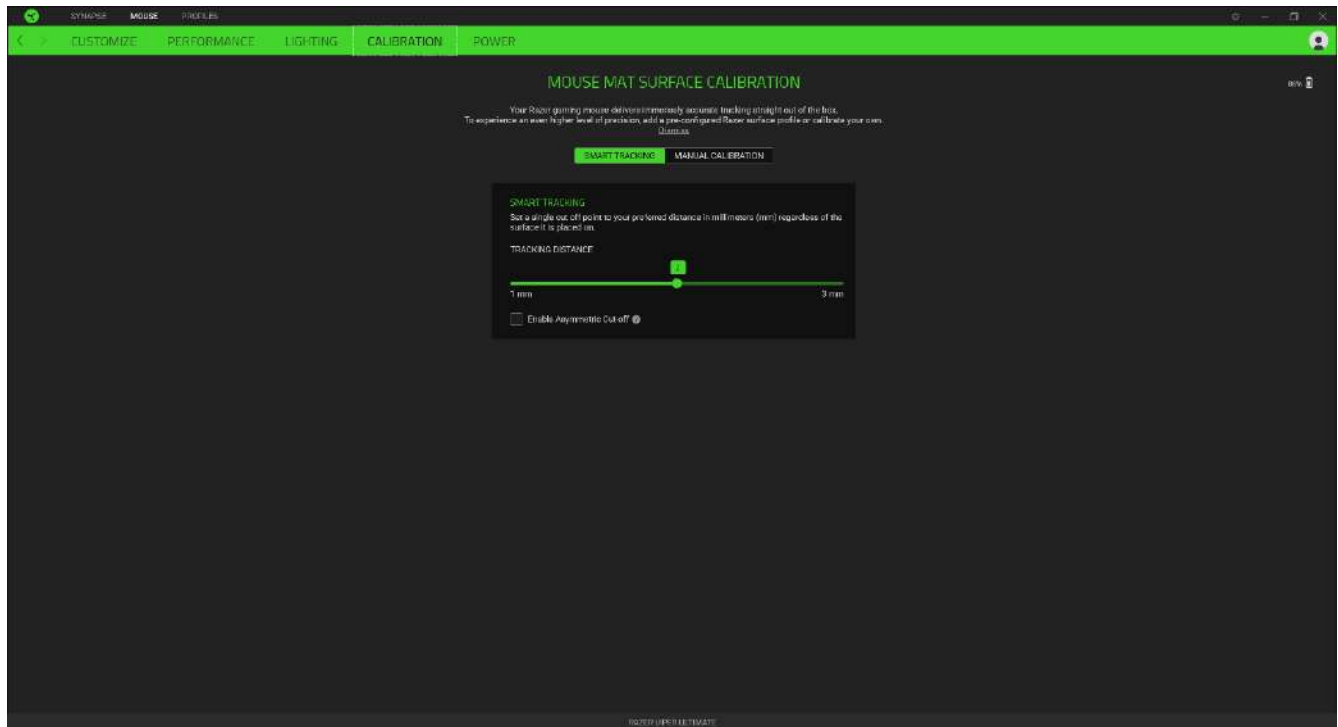 SYNAPSE MOUSE PROFILES
CUSTOMIZE PERFORMANCE LIGHTING CALIBRATION POWER
MOUSE MAT SURFACE CALIBRATION
Your Razer gaming mouse delivers immensely accurate tracking straight out of the box.
To experience an even higher level of precision, add a pre-configured Razer surface profile or calibrate your own.
Dismiss
SMART TRACKING MANUAL CALIBRATION
SMART TRACKING
Set a single cut off point to your preferred distance in millimeters (mm) regardless of the
surface it is placed on.
TRACKING DISTANCE
1 mm 3 mm
Enable Asymmetric Cut-off
RAZER VIPER ULTIMATE